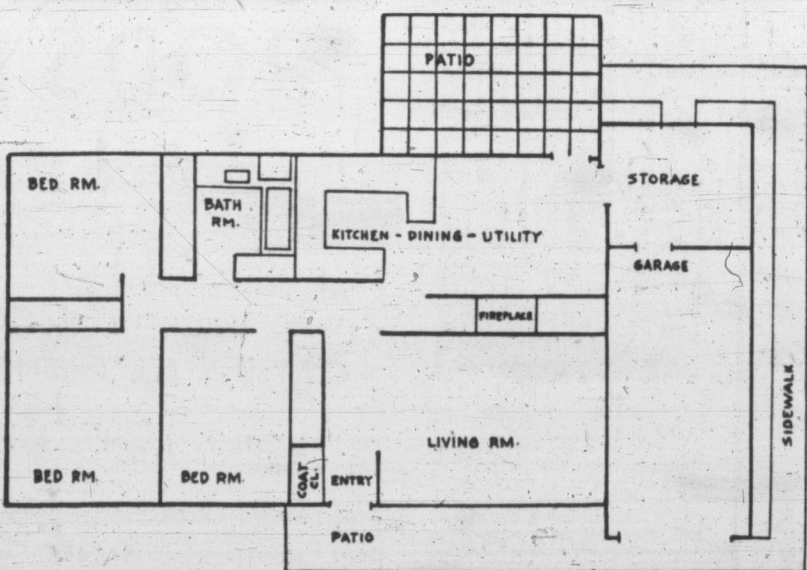 PATIO
BED RM.
BATH
RM.
STORAGE
KITCHEN - DINING - UTILITY
GARAGE
FIREPLACE
SIDEWALK
LIVING RM.
BED RM.
BED RM.
COAT
CL.
ENTRY
PATIO